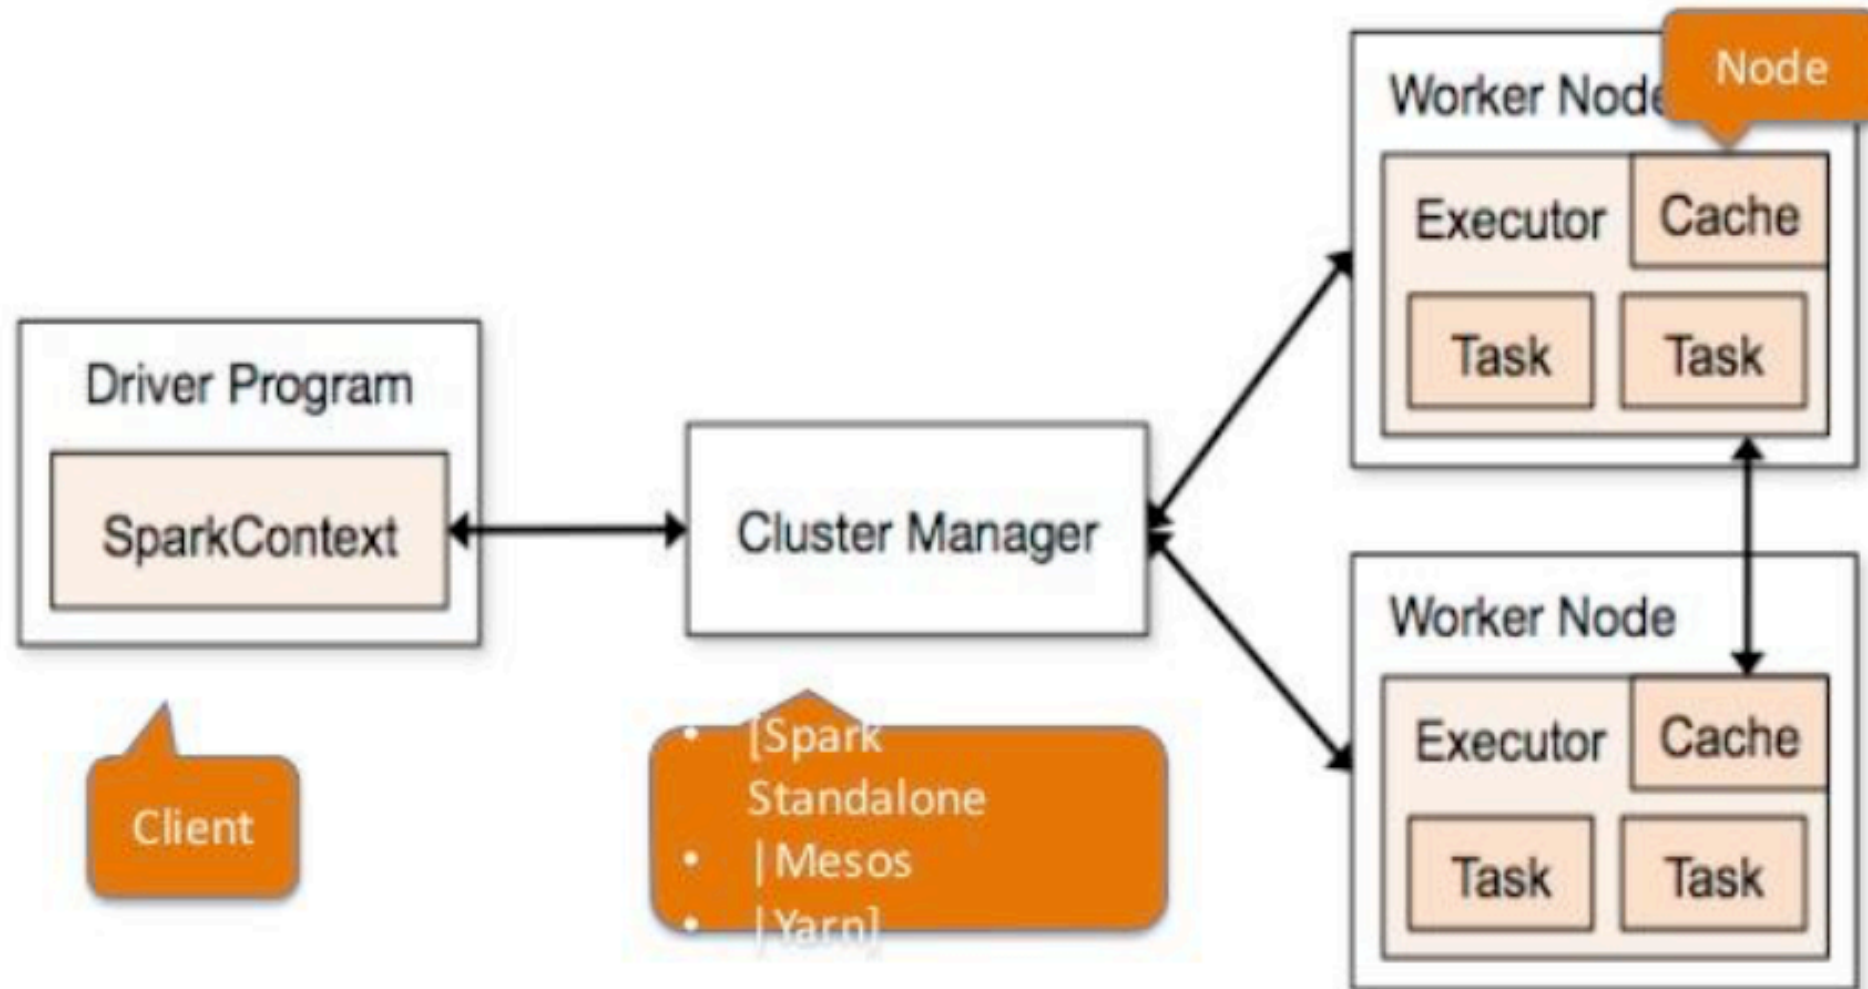 Node
Worker Node
Executor
Cache
Task
Task
Driver Program
SparkContext
Cluster Manager
Worker Node
Executor
Cache
Task
Task
Client
• [Spark
Standalone
• |Mesos
• |Yarn]